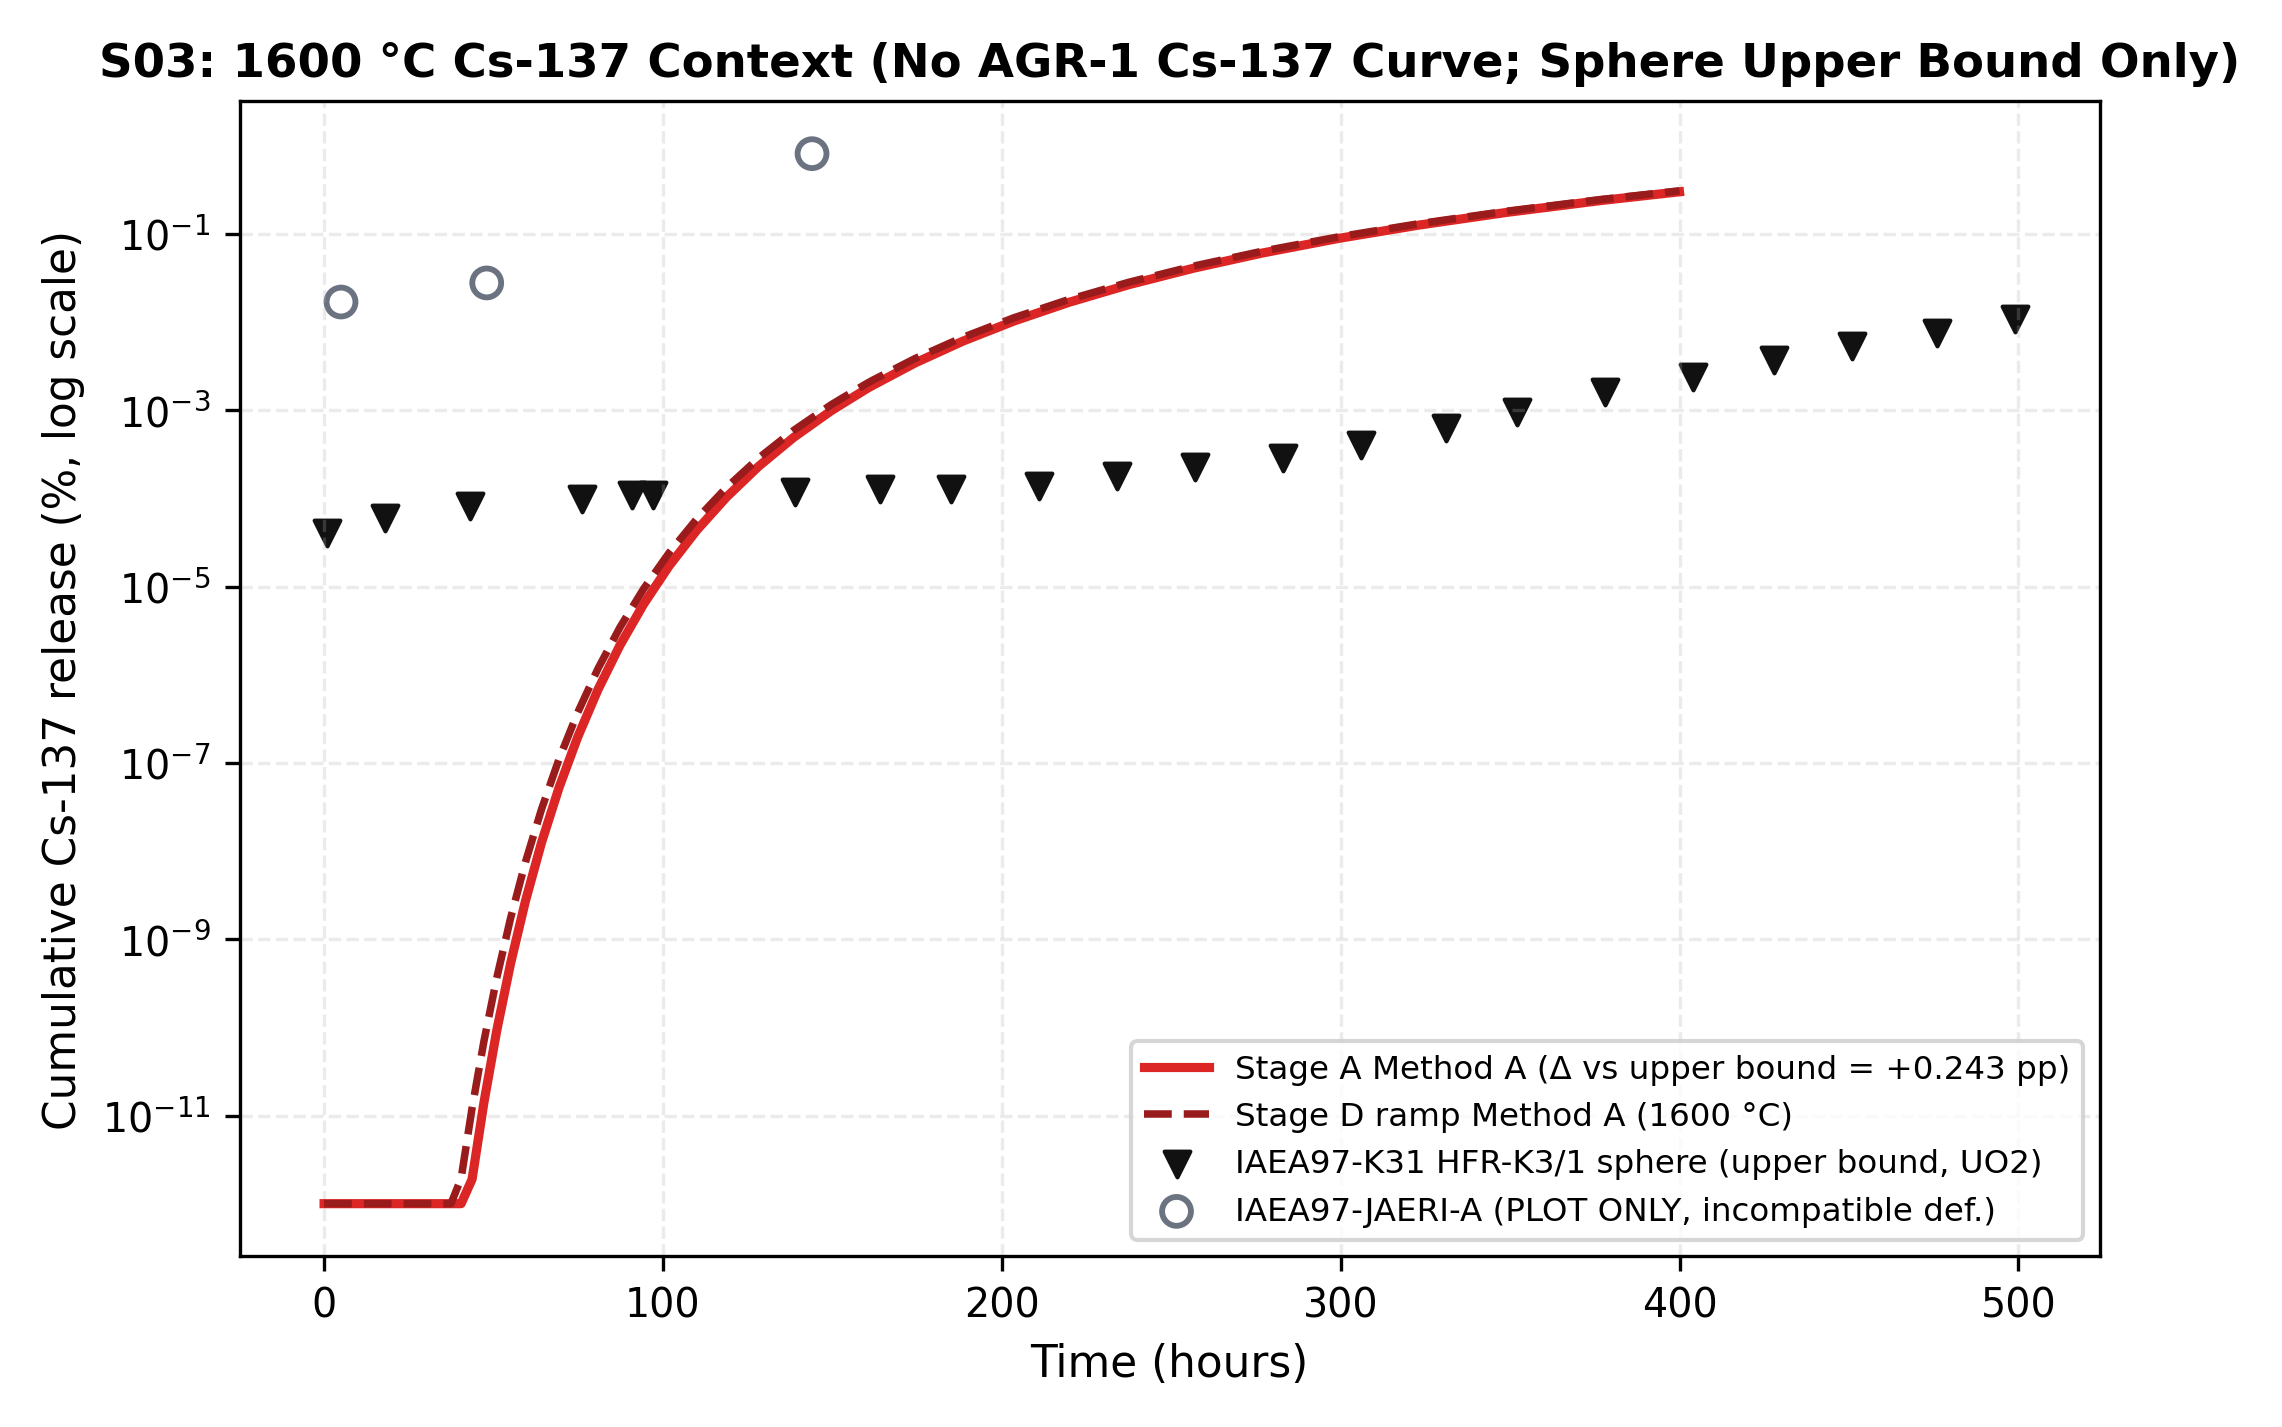 S03: 1600 °C Cs-137 Context (No AGR-1 Cs-137 Curve; Sphere Upper Bound Only)
Cumulative Cs-137 release (%, log scale)
10⁻¹
10⁻³
10⁻⁵
10⁻⁷
10⁻⁹
10⁻¹¹
Stage A Method A (Δ vs upper bound = +0.243 pp)
Stage D ramp Method A (1600 °C)
IAEA97-K31 HFR-K3/1 sphere (upper bound, UO2)
IAEA97-JAERI-A (PLOT ONLY, incompatible def.)
0 100 200 300 400 500
Time (hours)